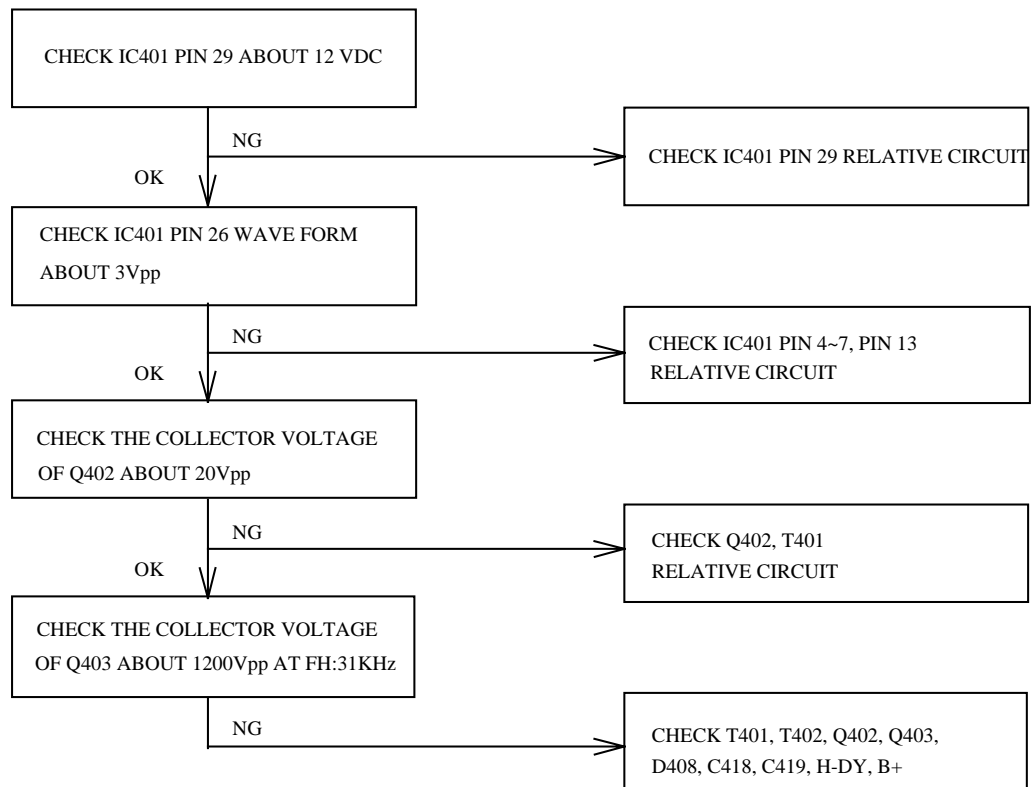 CHECK IC401 PIN 29 ABOUT 12 VDC
NG
CHECK IC401 PIN 29 RELATIVE CIRCUIT
OK
CHECK IC401 PIN 26 WAVE FORM
ABOUT 3Vpp
NG
CHECK IC401 PIN 4~7, PIN 13
RELATIVE CIRCUIT
OK
CHECK THE COLLECTOR VOLTAGE
OF Q402 ABOUT 20Vpp
NG
CHECK Q402, T401
RELATIVE CIRCUIT
OK
CHECK THE COLLECTOR VOLTAGE
OF Q403 ABOUT 1200Vpp AT FH:31KHz
NG
CHECK T401, T402, Q402, Q403,
D408, C418, C419, H-DY, B+